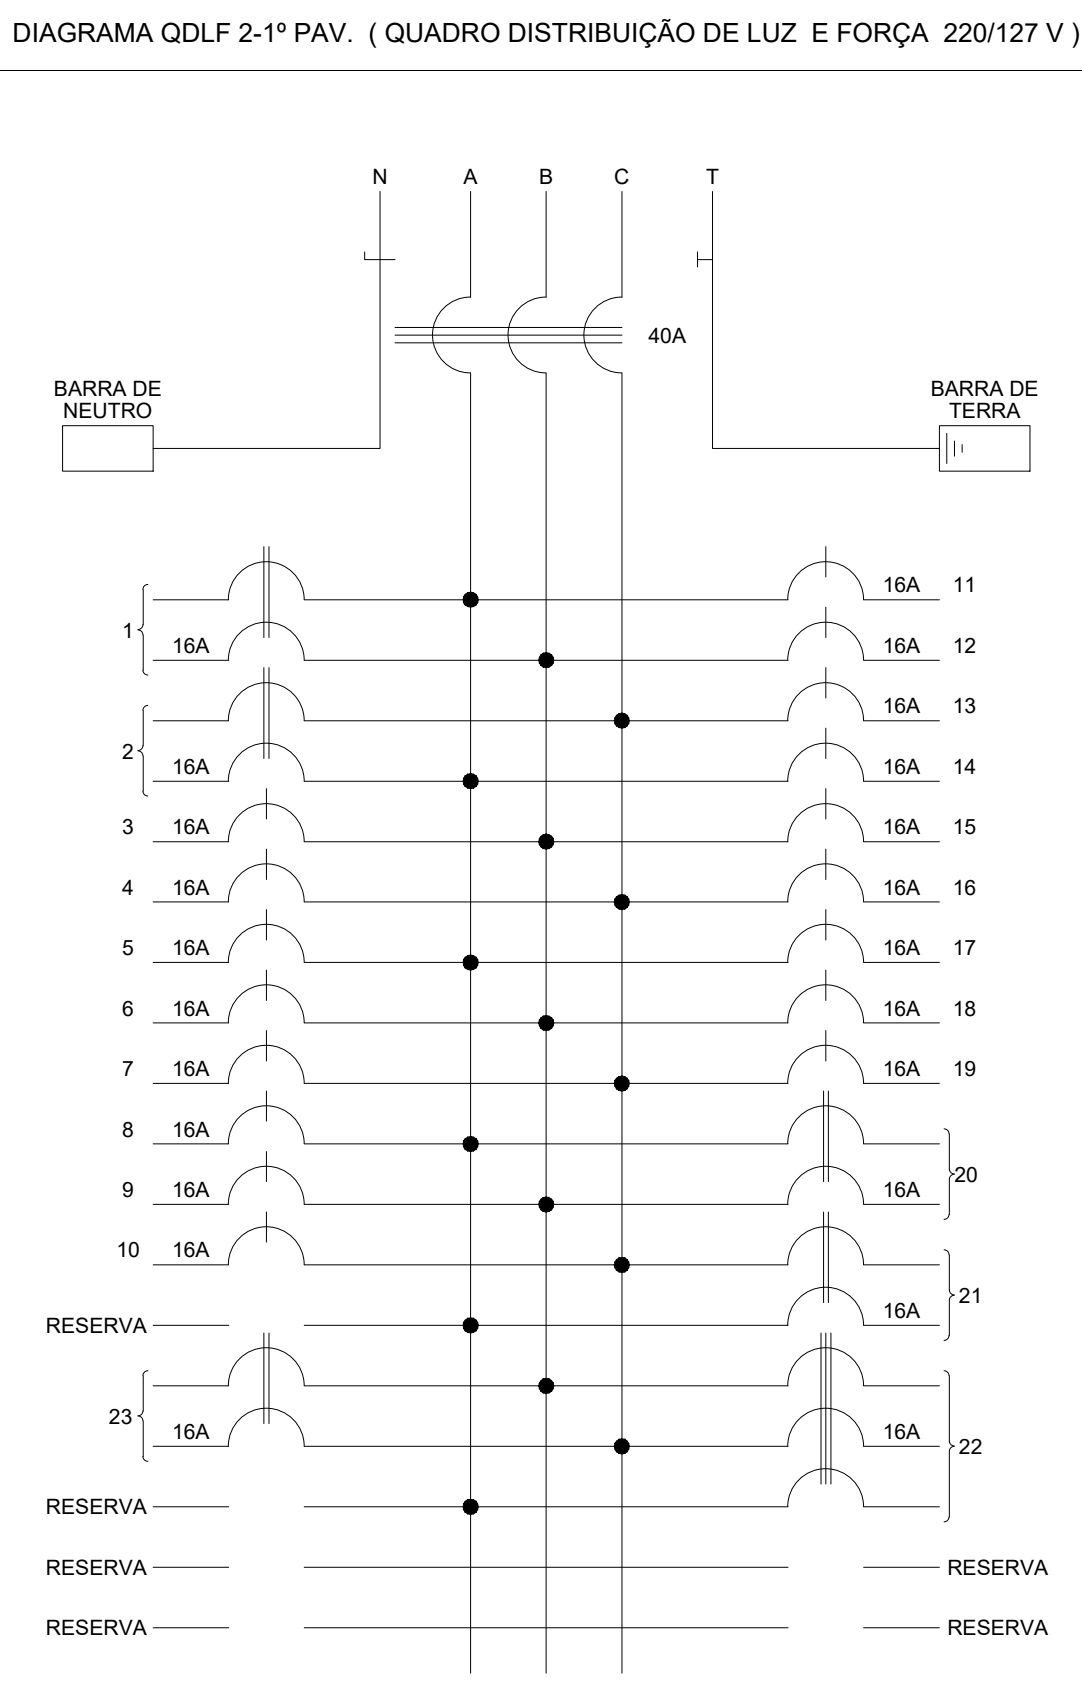 DIAGRAMA QDLF 2-1º PAV. ( QUADRO DISTRIBUIÇÃO DE LUZ E FORÇA 220/127 V )
N A B C T
40A
BARRA DE
NEUTRO
BARRA DE
TERRA
16A 11
1
16A 16A 12
16A 13
2
16A 16A 14
3 16A 16A 15
4 16A 16A 16
5 16A 16A 17
6 16A 16A 18
7 16A 16A 19
8 16A
20
9 16A 16A
10 16A
21
RESERVA 16A
23
16A 16A 22
RESERVA
RESERVA RESERVA
RESERVA RESERVA